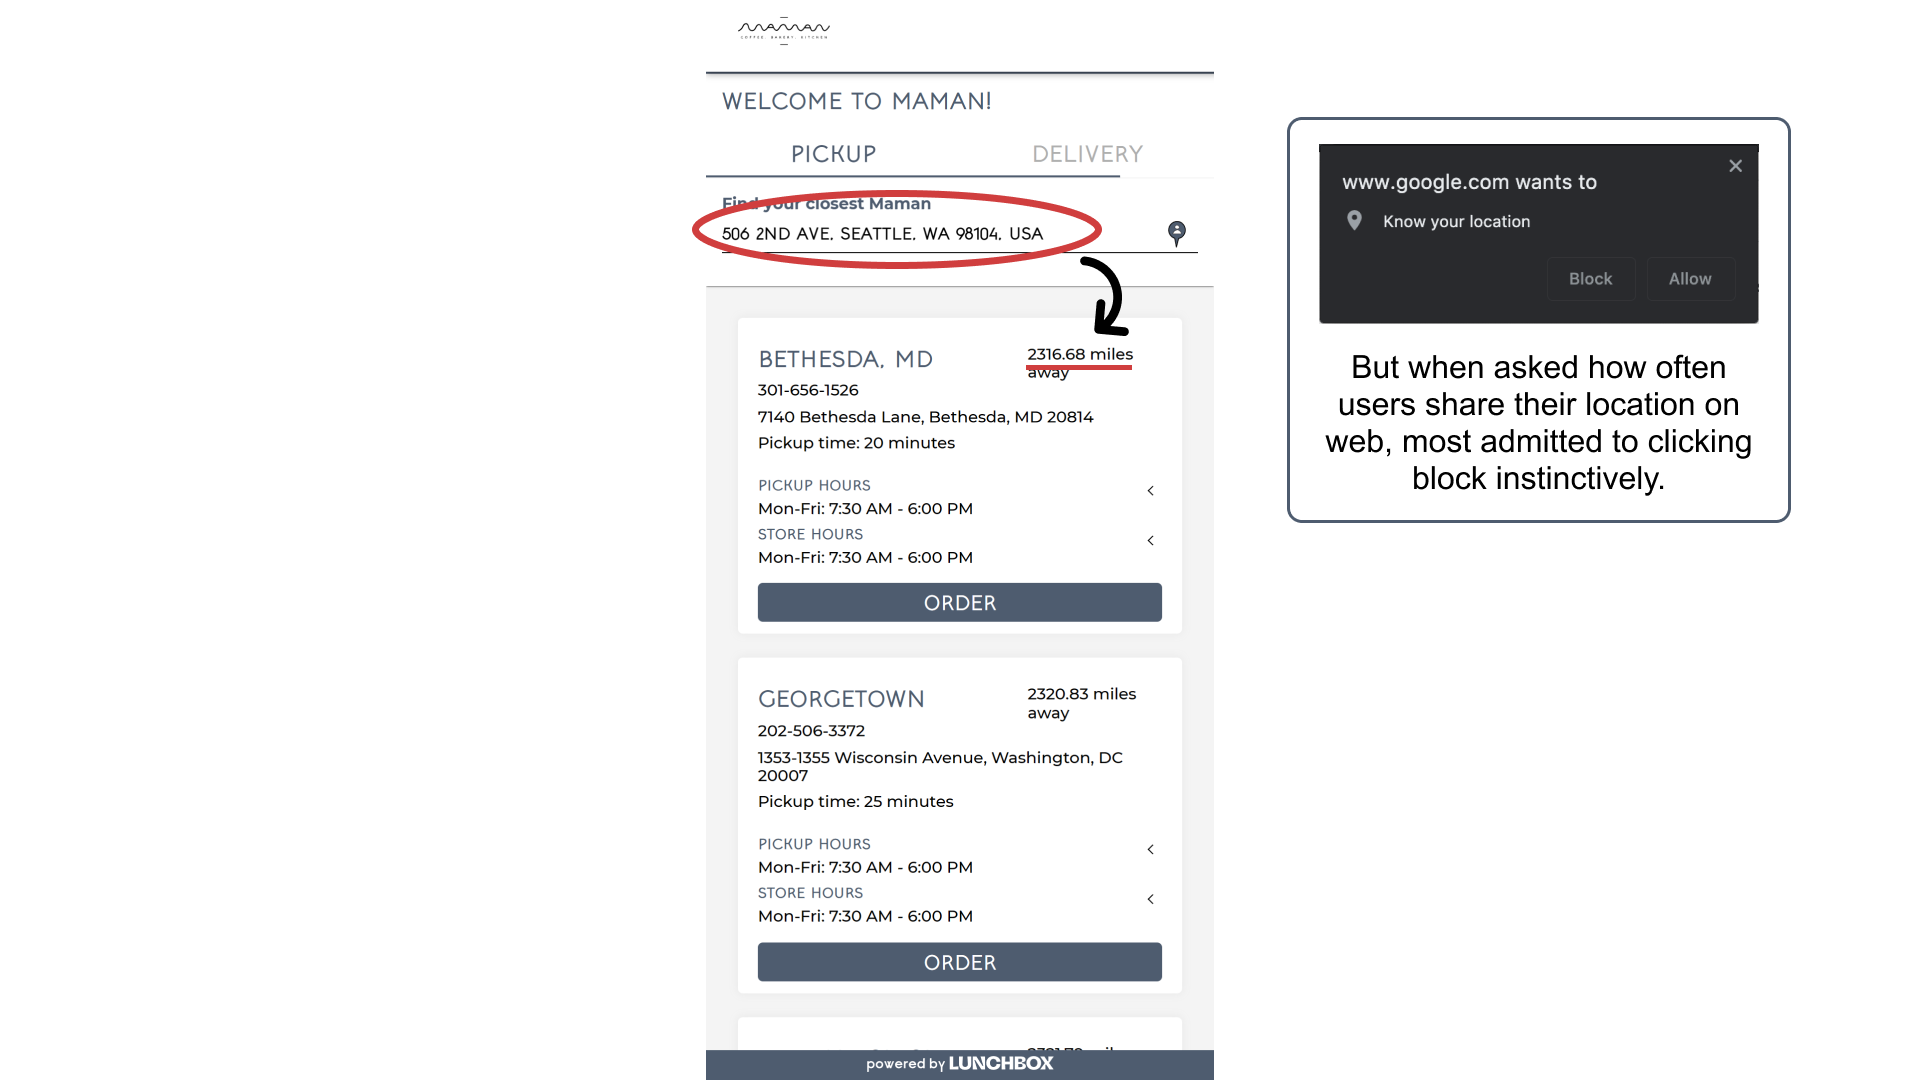 MAMAN
COFFEE. BAKERY. KITCHEN
WELCOME TO MAMAN!
PICKUP
DELIVERY
Find your closest Maman
506 2ND AVE, SEATTLE, WA 98104, USA
BETHESDA, MD
2316.68 miles
away
301-656-1526
7140 Bethesda Lane, Bethesda, MD 20814
Pickup time: 20 minutes
PICKUP HOURS
Mon-Fri: 7:30 AM - 6:00 PM
STORE HOURS
Mon-Fri: 7:30 AM - 6:00 PM
ORDER
GEORGETOWN
2320.83 miles
away
202-506-3372
1353-1355 Wisconsin Avenue, Washington, DC
20007
Pickup time: 25 minutes
PICKUP HOURS
Mon-Fri: 7:30 AM - 6:00 PM
STORE HOURS
Mon-Fri: 7:30 AM - 6:00 PM
ORDER
powered by LUNCHBOX
www.google.com wants to
Know your location
Block
Allow
But when asked how often
users share their location on
web, most admitted to clicking
block instinctively.